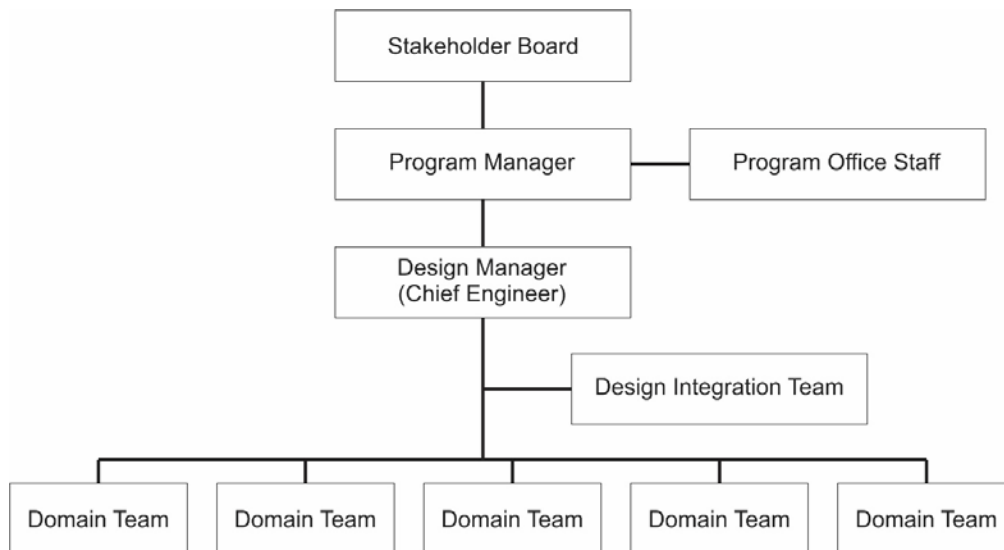 Stakeholder Board
Program Manager
Program Office Staff
Design Manager
(Chief Engineer)
Design Integration Team
Domain Team
Domain Team
Domain Team
Domain Team
Domain Team